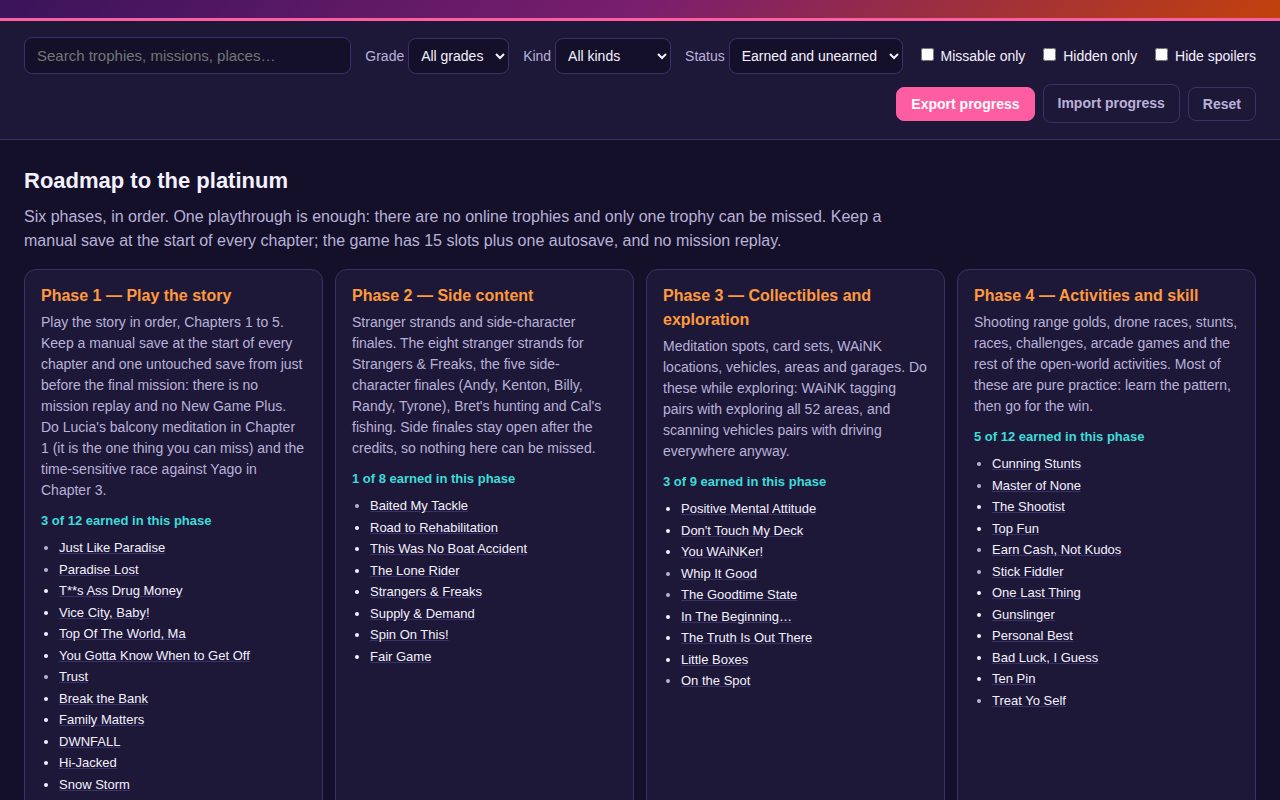 Search trophies, missions, places…
Grade All grades Kind All kinds Status Earned and unearned Missable only Hidden only Hide spoilers
Export progress Import progress Reset
Roadmap to the platinum
Six phases, in order. One playthrough is enough: there are no online trophies and only one trophy can be missed. Keep a
manual save at the start of every chapter; the game has 15 slots plus one autosave, and no mission replay.
Phase 1 — Play the story
Play the story in order, Chapters 1 to 5.
Keep a manual save at the start of every
chapter and one untouched save from just
before the final mission: there is no
mission replay and no New Game Plus.
Do Lucia's balcony meditation in Chapter
1 (it is the one thing you can miss) and the
time-sensitive race against Yago in
Chapter 3.
3 of 12 earned in this phase
Just Like Paradise
Paradise Lost
T**s Ass Drug Money
Vice City, Baby!
Top Of The World, Ma
You Gotta Know When to Get Off
Trust
Break the Bank
Family Matters
DWNFALL
Hi-Jacked
Snow Storm
Phase 2 — Side content
Stranger strands and side-character
finales. The eight stranger strands for
Strangers & Freaks, the five side-
character finales (Andy, Kenton, Billy,
Randy, Tyrone), Bret's hunting and Cal's
fishing. Side finales stay open after the
credits, so nothing here can be missed.
1 of 8 earned in this phase
Baited My Tackle
Road to Rehabilitation
This Was No Boat Accident
The Lone Rider
Strangers & Freaks
Supply & Demand
Spin On This!
Fair Game
Phase 3 — Collectibles and
exploration
Meditation spots, card sets, WAiNK
locations, vehicles, areas and garages. Do
these while exploring: WAiNK tagging
pairs with exploring all 52 areas, and
scanning vehicles pairs with driving
everywhere anyway.
3 of 9 earned in this phase
Positive Mental Attitude
Don't Touch My Deck
You WAiNKer!
Whip It Good
The Goodtime State
In The Beginning…
The Truth Is Out There
Little Boxes
On the Spot
Phase 4 — Activities and skill
Shooting range golds, drone races, stunts,
races, challenges, arcade games and the
rest of the open-world activities. Most of
these are pure practice: learn the pattern,
then go for the win.
5 of 12 earned in this phase
Cunning Stunts
Master of None
The Shootist
Top Fun
Earn Cash, Not Kudos
Stick Fiddler
One Last Thing
Gunslinger
Personal Best
Bad Luck, I Guess
Ten Pin
Treat Yo Self